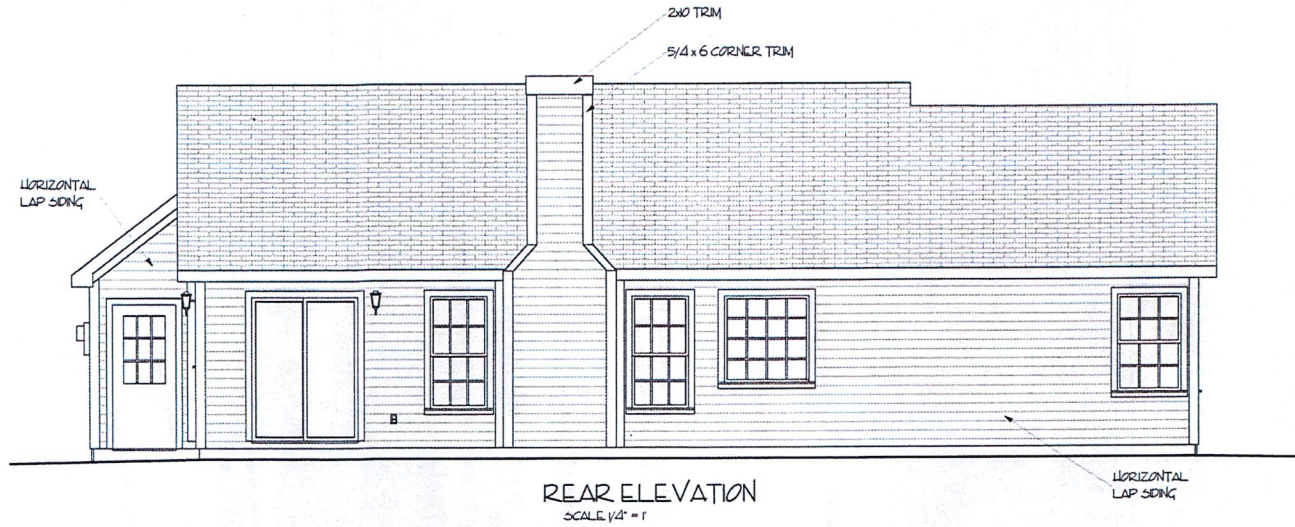 2x10 TRIM
5/4 x 6 CORNER TRIM
HORIZONTAL
LAP SIDING
REAR ELEVATION
SCALE 1/4" = 1'
HORIZONTAL
LAP SIDING